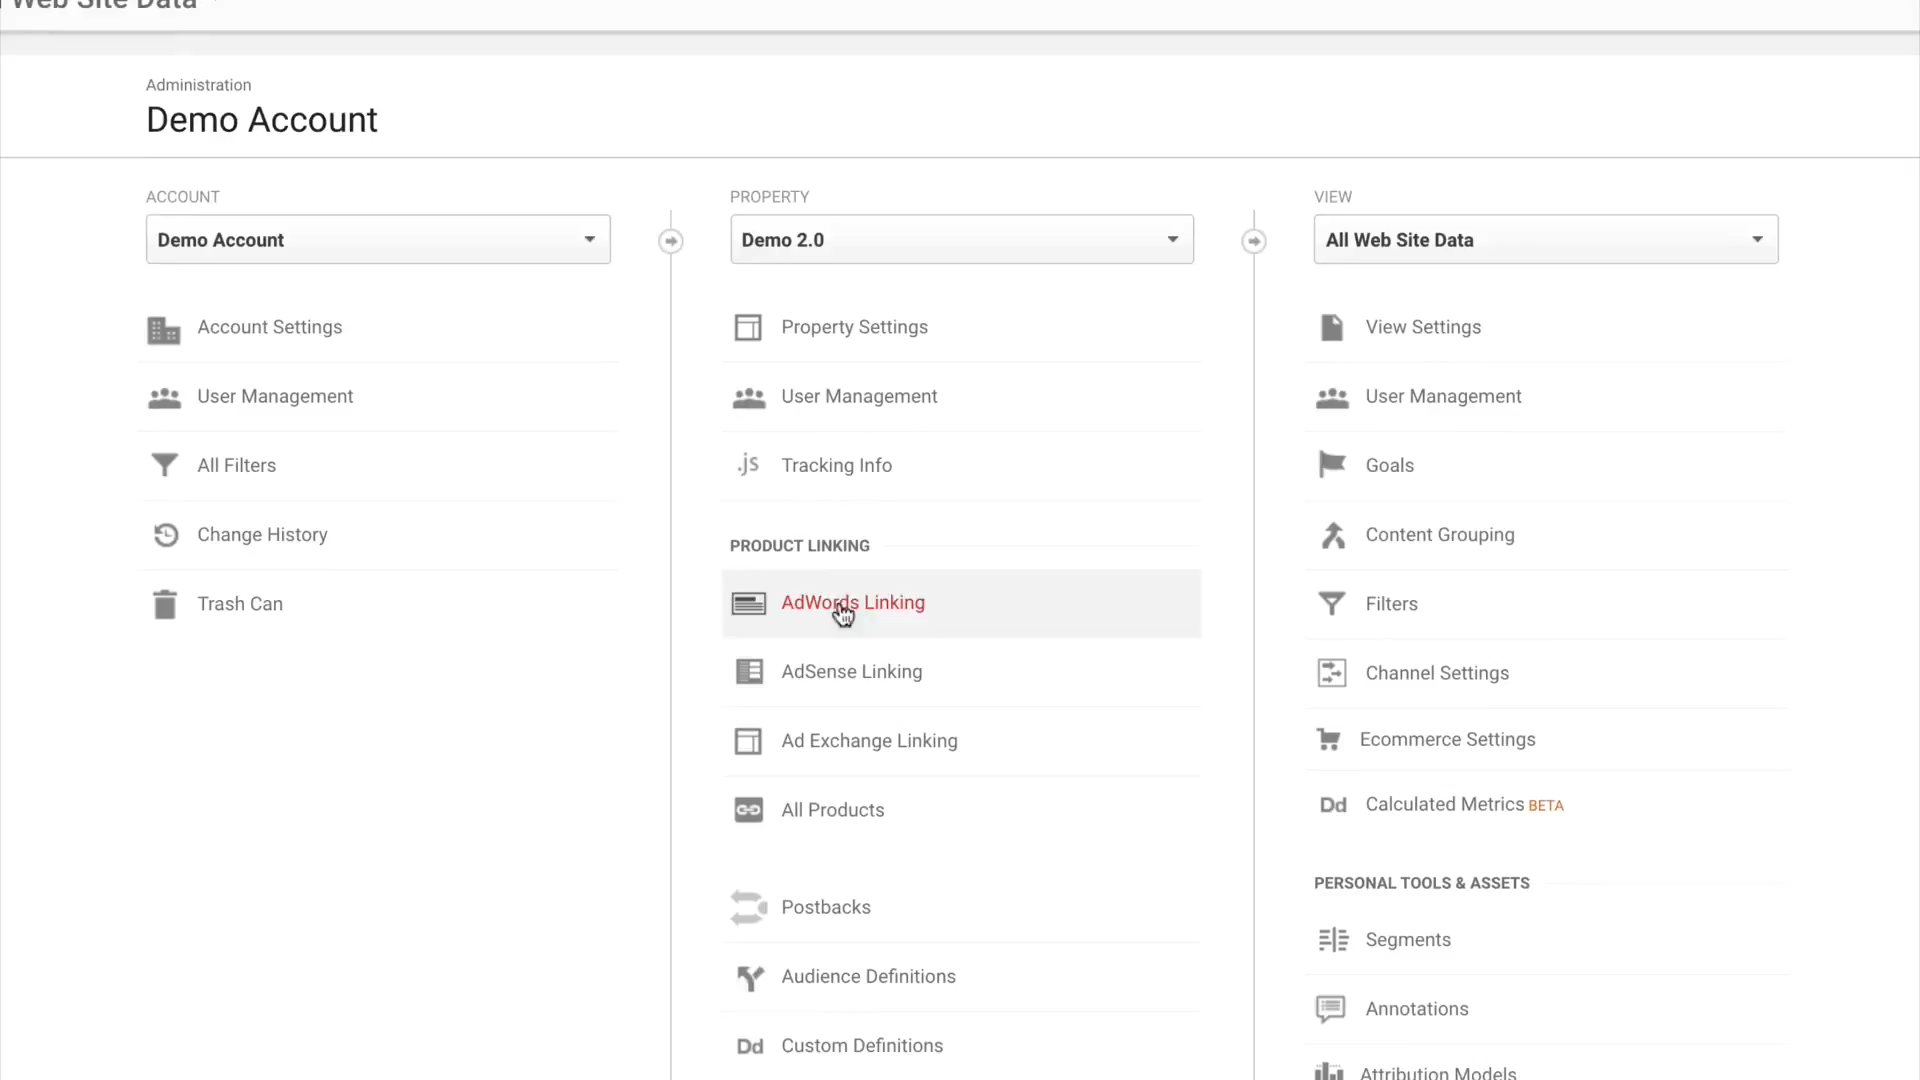 Web Site Data
Administration
Demo Account
ACCOUNT
Demo Account
Account Settings
User Management
All Filters
Change History
Trash Can
PROPERTY
Demo 2.0
Property Settings
User Management
.js Tracking Info
PRODUCT LINKING
AdWords Linking
AdSense Linking
Ad Exchange Linking
All Products
Postbacks
Audience Definitions
Dd Custom Definitions
VIEW
All Web Site Data
View Settings
User Management
Goals
Content Grouping
Filters
Channel Settings
Ecommerce Settings
Dd Calculated Metrics BETA
PERSONAL TOOLS & ASSETS
Segments
Annotations
Attribution Models